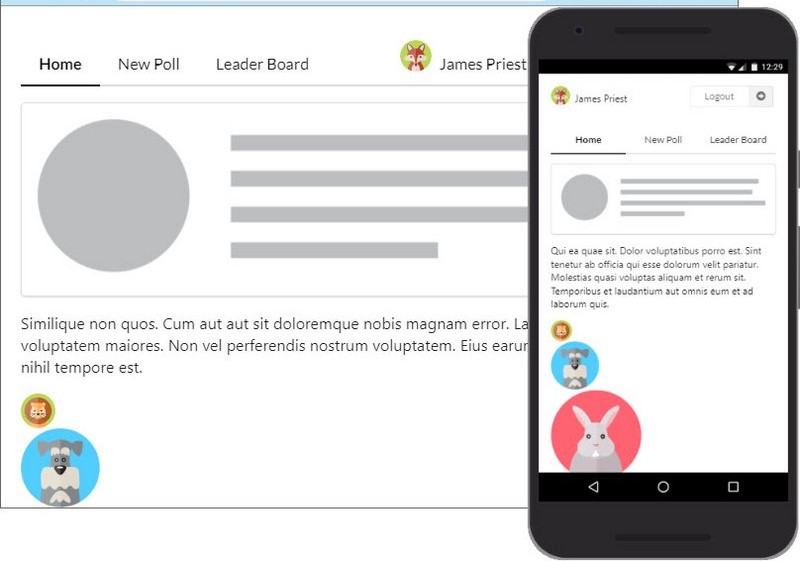 Home New Poll Leader Board James Priest
Similique non quos. Cum aut aut sit doloremque nobis magnam error. La
voluptatem maiores. Non vel perferendis nostrum voluptatem. Eius earur
nihil tempore est.
12:29
James Priest Logout
Home New Poll Leader Board
Qui ea quae sit. Dolor voluptatibus porro est. Sint
tenetur ab officia qui esse dolorum velit pariatur.
Molestias quasi voluptas aliquam et rerum sit.
Temporibus et laudantium aut omnis eum et ad
laborum quis.